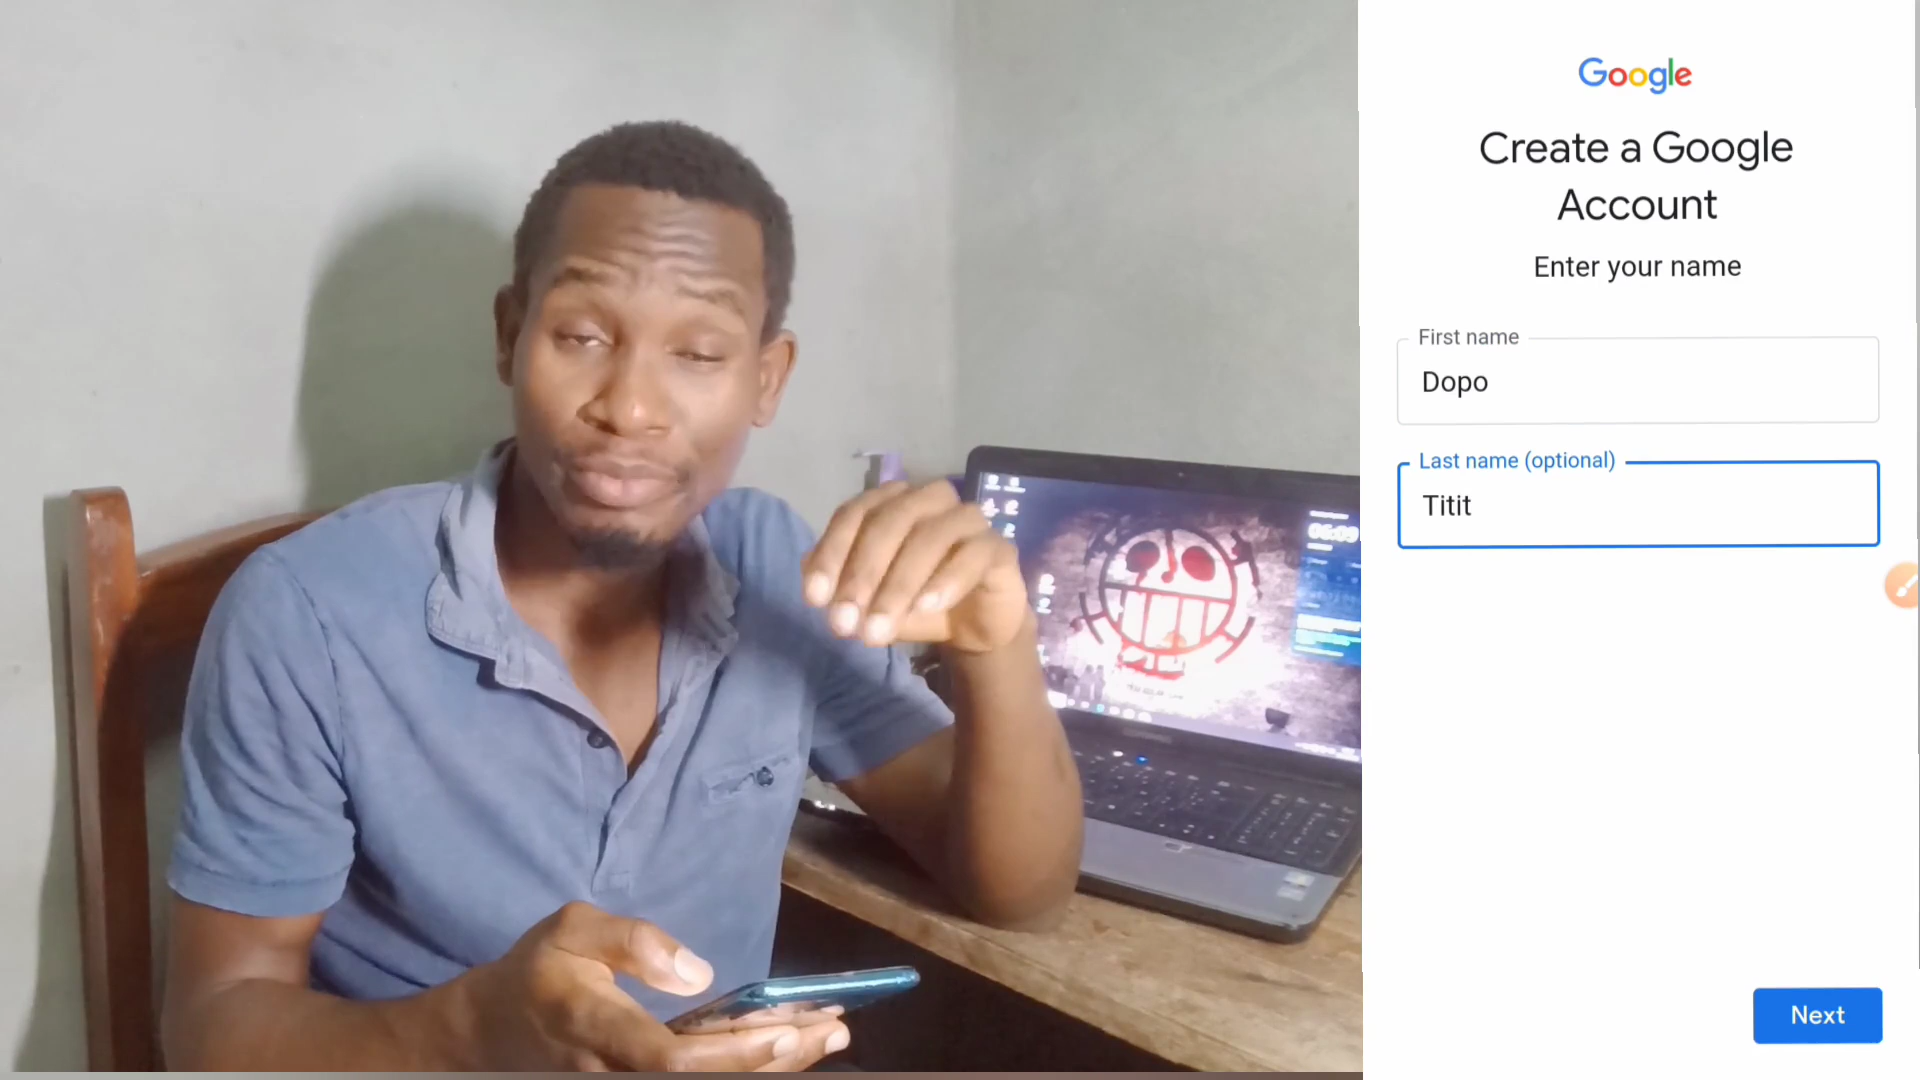 Google
Create a Google
Account
Enter your name
First name
Dopo
Last name (optional)
Titit
Next